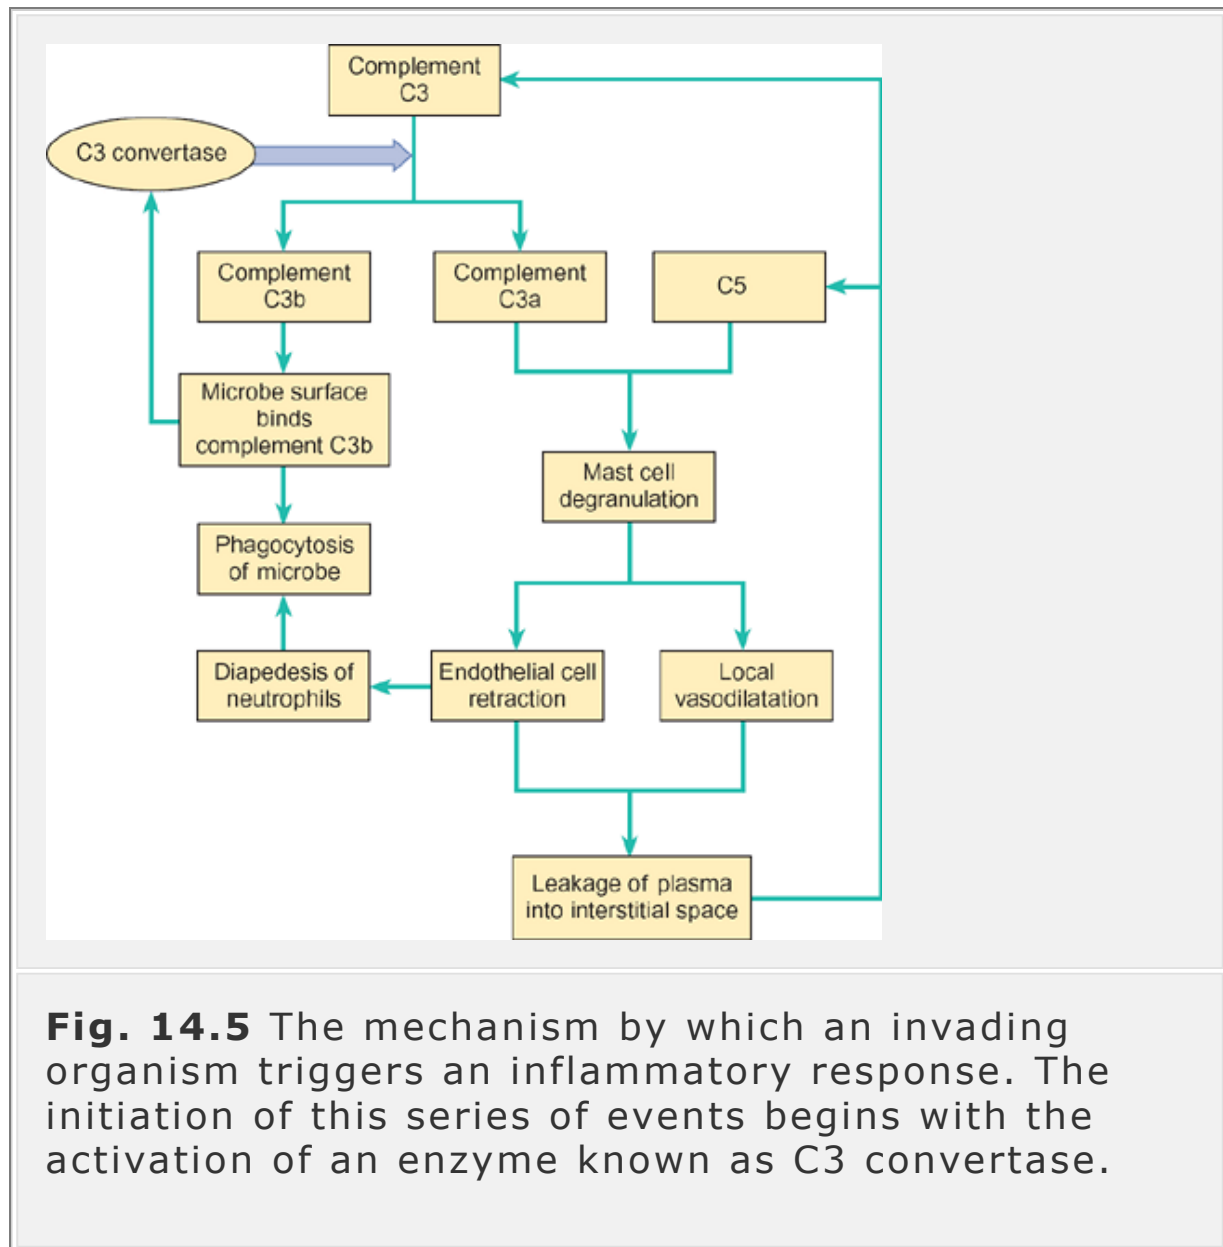 Complement
C3
C3 convertase
Complement
C3b
Complement
C3a
C5
Microbe surface
binds
complement C3b
Mast cell
degranulation
Phagocytosis
of microbe
Diapedesis of
neutrophils
Endothelial cell
retraction
Local
vasodilatation
Leakage of plasma
into interstitial space
Fig. 14.5 The mechanism by which an invading
organism triggers an inflammatory response. The
initiation of this series of events begins with the
activation of an enzyme known as C3 convertase.